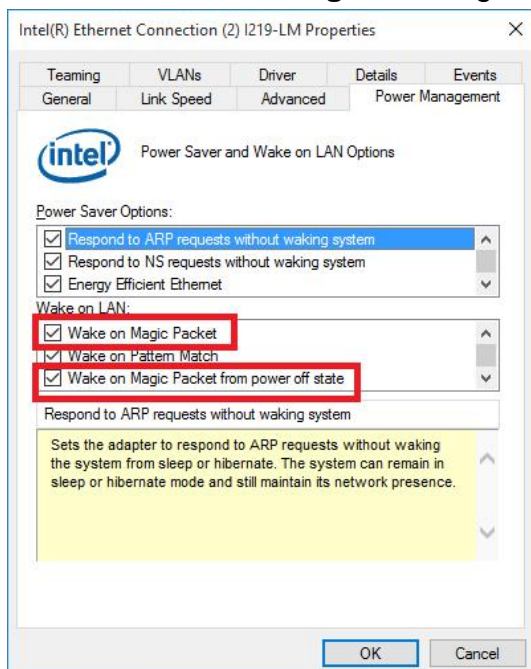 Intel(R) Ethernet Connection (2) I219-LM Properties
Teaming VLANs Driver Details Events
General Link Speed Advanced Power Management
intel
Power Saver and Wake on LAN Options
Power Saver Options:
Respond to ARP requests without waking system
Respond to NS requests without waking system
Energy Efficient Ethernet
Wake on LAN:
Wake on Magic Packet
Wake on Pattern Match
Wake on Magic Packet from power off state
Respond to ARP requests without waking system
Sets the adapter to respond to ARP requests without waking
the system from sleep or hibernate. The system can remain in
sleep or hibernate mode and still maintain its network presence.
OK Cancel